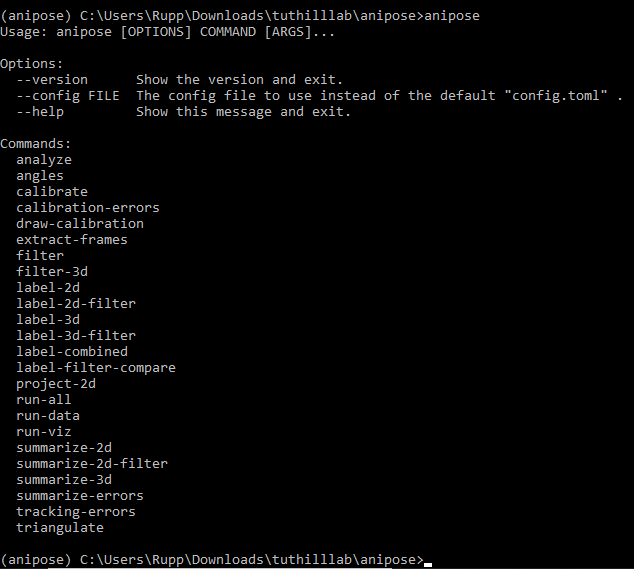 (anipose) C:\Users\Rupp\Downloads\tuthilllab\anipose>anipose
Usage: anipose [OPTIONS] COMMAND [ARGS]...
Options:
--version      Show the version and exit.
--config FILE  The config file to use instead of the default "config.toml" .
--help         Show this message and exit.
Commands:
analyze
angles
calibrate
calibration-errors
draw-calibration
extract-frames
filter
filter-3d
label-2d
label-2d-filter
label-3d
label-3d-filter
label-combined
label-filter-compare
project-2d
run-all
run-data
run-viz
summarize-2d
summarize-2d-filter
summarize-3d
summarize-errors
tracking-errors
triangulate
(anipose) C:\Users\Rupp\Downloads\tuthilllab\anipose>